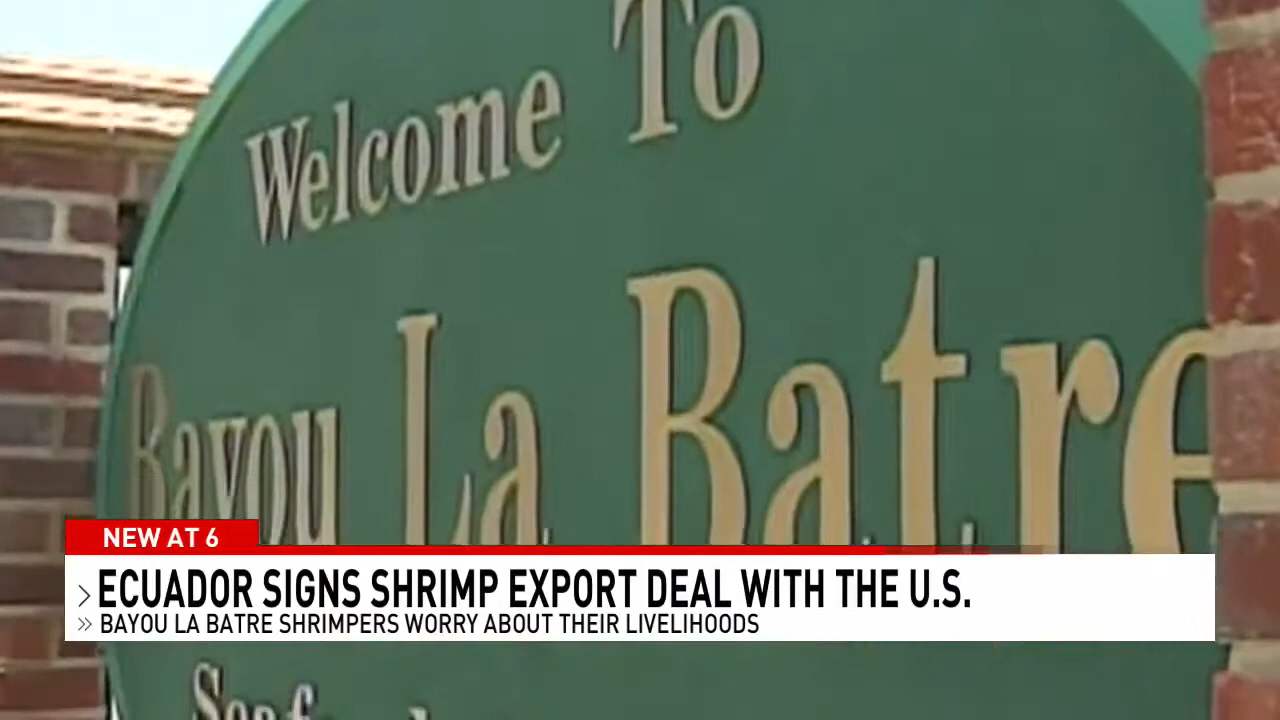 Welcome To
Bayou La Batre
NEW AT 6
ECUADOR SIGNS SHRIMP EXPORT DEAL WITH THE U.S.
BAYOU LA BATRE SHRIMPERS WORRY ABOUT THEIR LIVELIHOODS